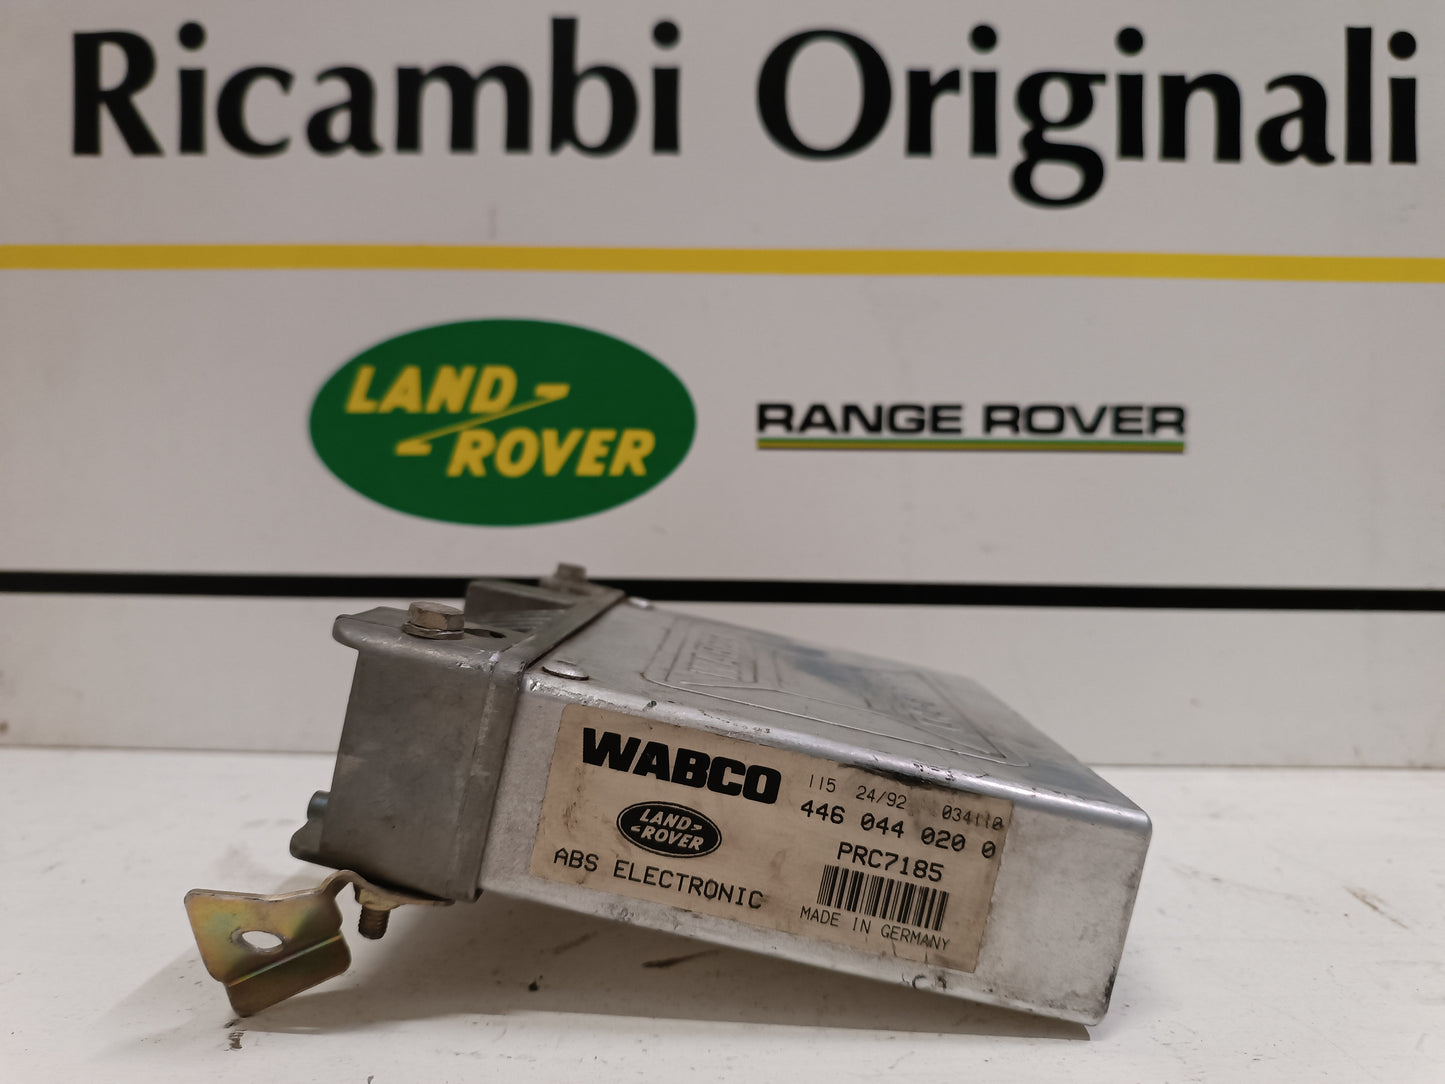 Ricambi Originali
LAND
ROVER
RANGE ROVER
WABCO
115 24/92 034110
446 044 020 0
LAND
ROVER
PRC7185
ABS ELECTRONIC
MADE IN GERMANY